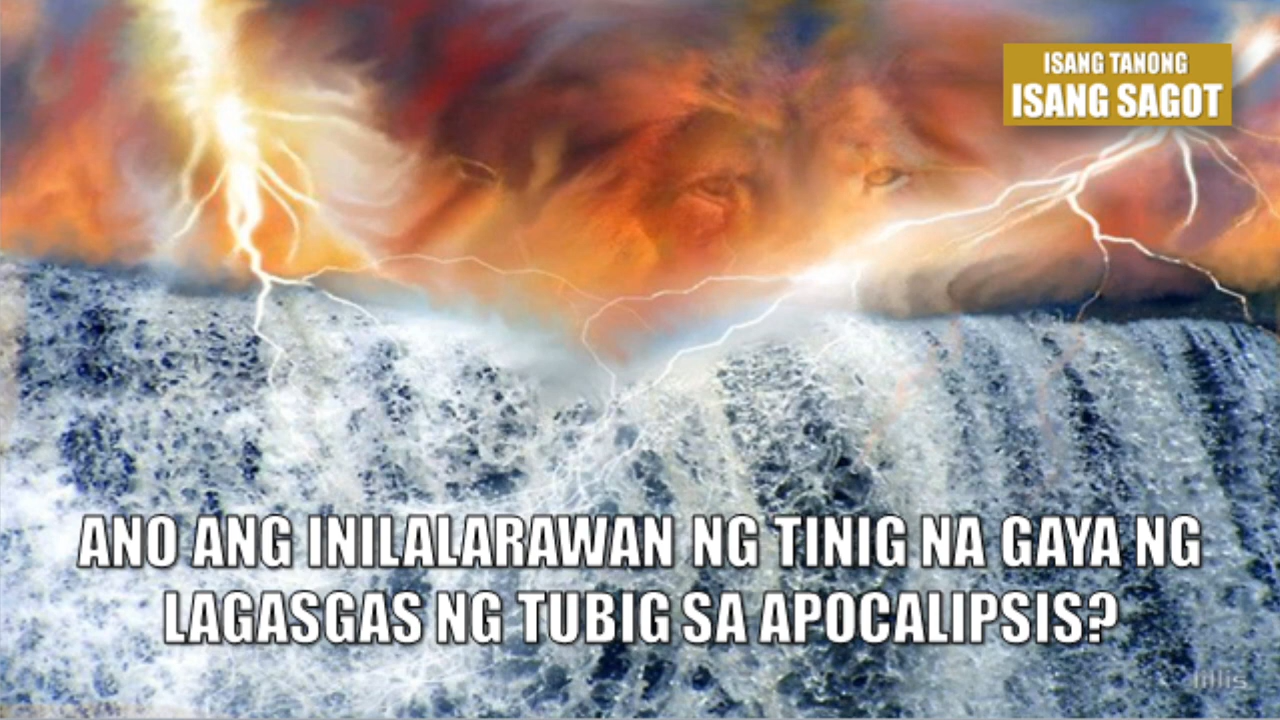 ISANG TANONG
ISANG SAGOT
ANO ANG INILALARAWAN NG TINIG NA GAYA NG
LAGASGAS NG TUBIG SA APOCALIPSIS?
lillis